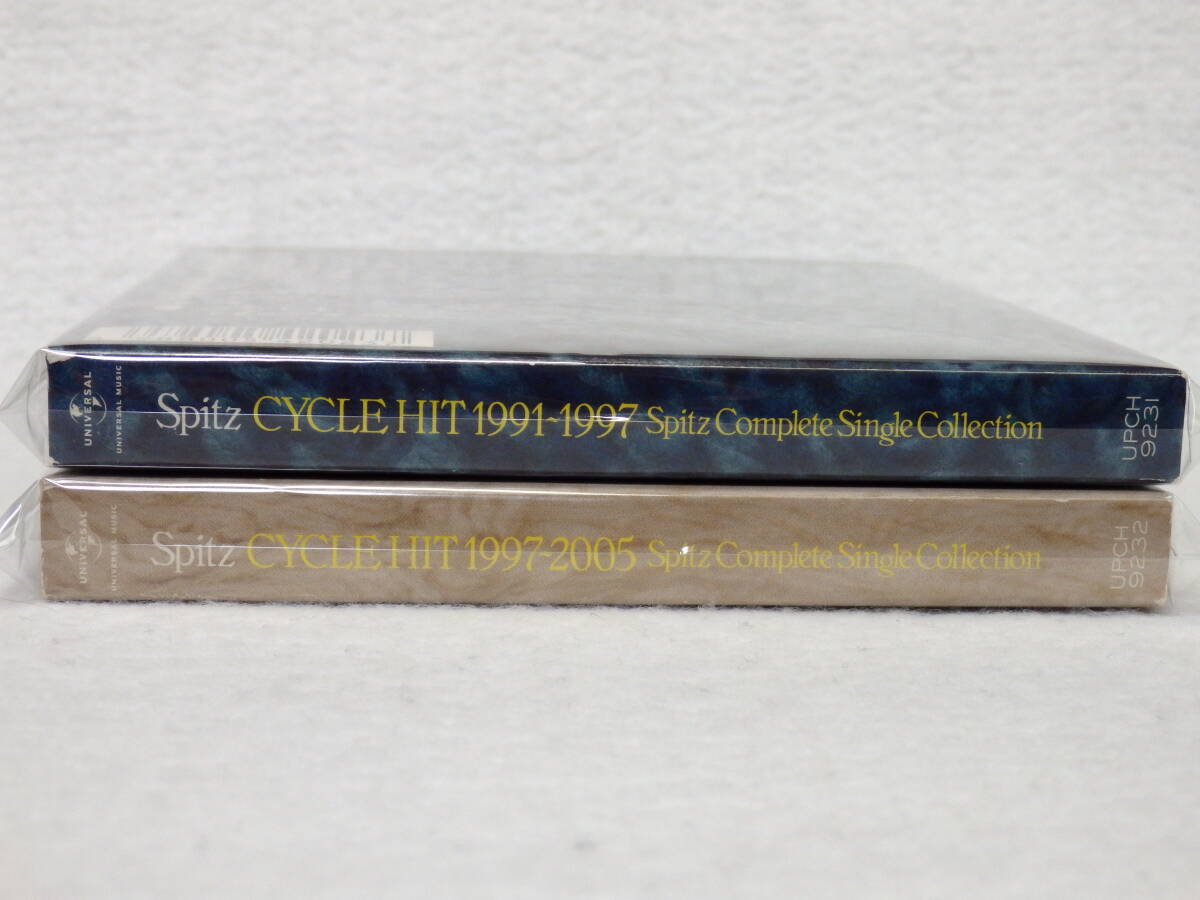 UNIVERSAL
UNIVERSAL MUSIC
Spitz CYCLE HIT 1991~1997 Spitz Complete Single Collection
UPCH
9231
UNIVERSAL
UNIVERSAL MUSIC
Spitz CYCLE HIT 1997~2005 Spitz Complete Single Collection
UPCH
9232